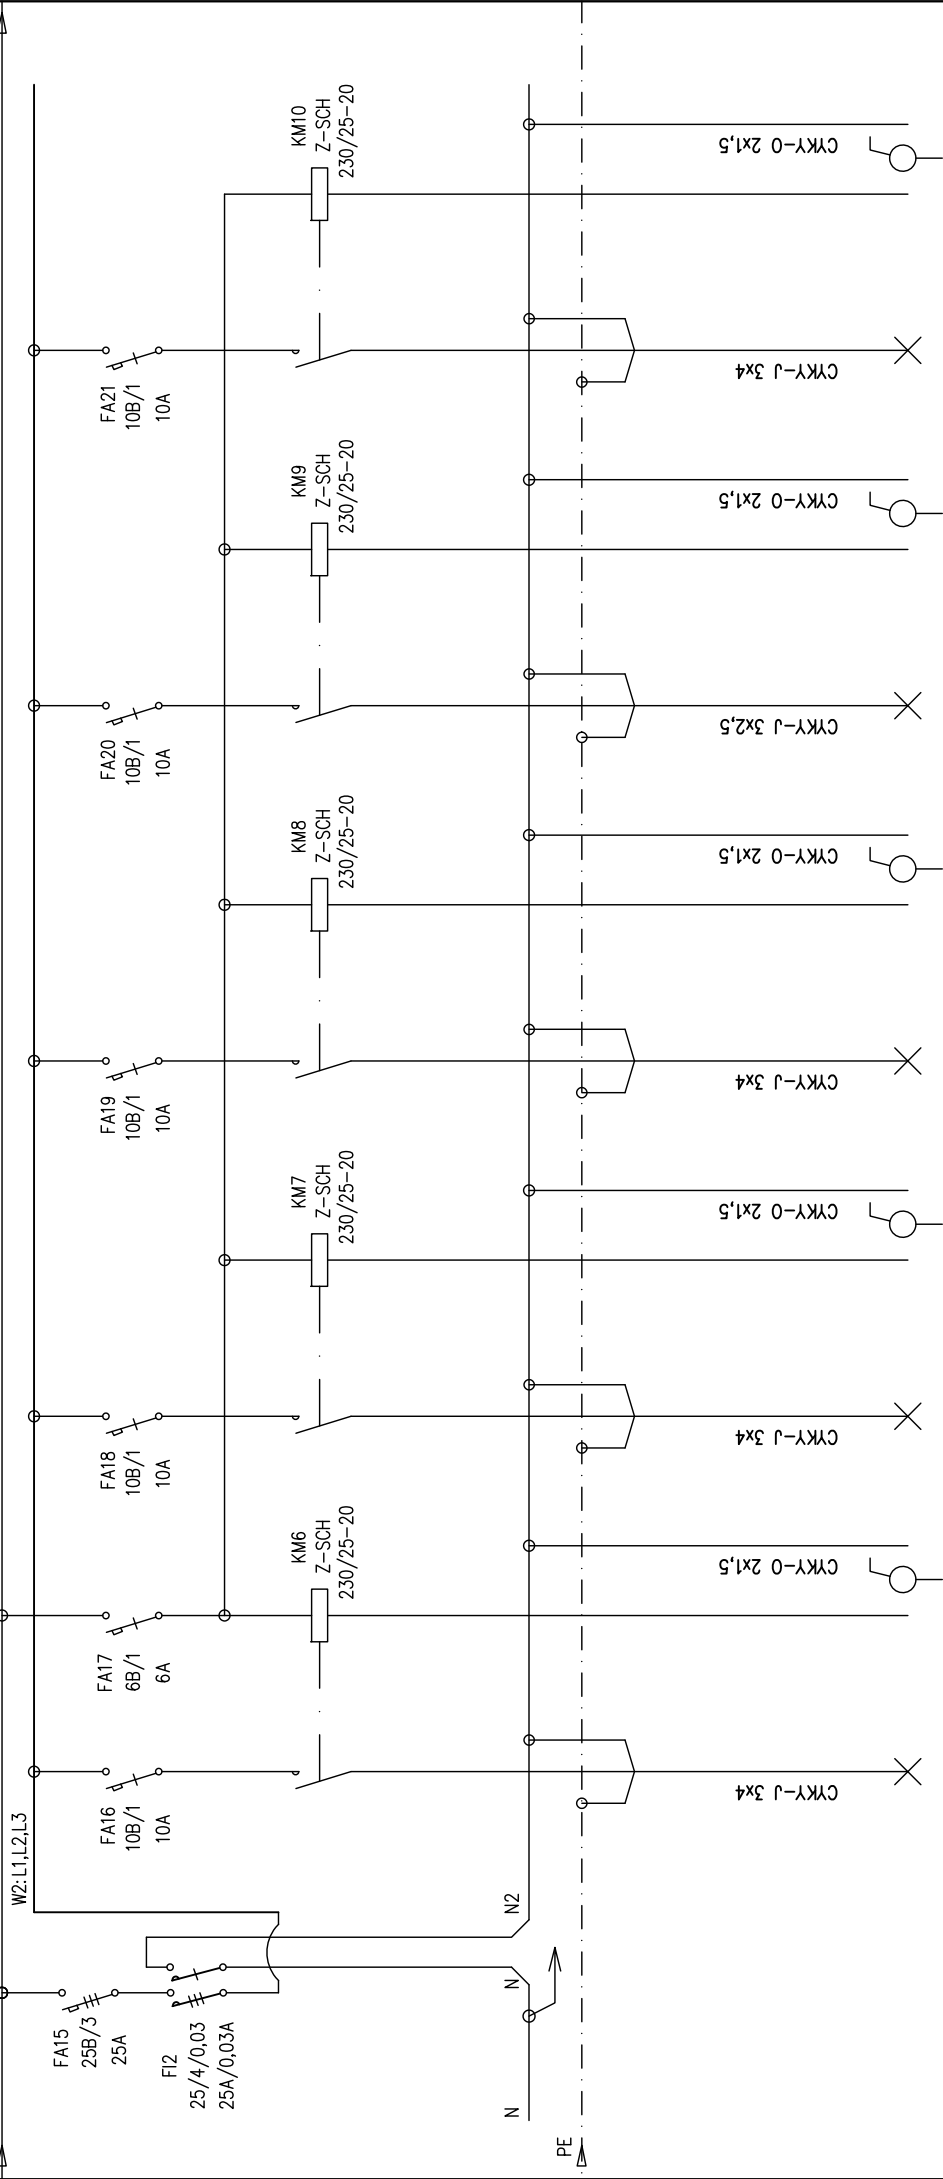 FA15
25B/3
25A
FI2
25/4/0,03
25A/0,03A
N
PE
N
N2
W2: L1,L2,L3
FA16
10B/1
10A
CYKY-J 3x4
FA17
6B/1
6A
KM6
Z-SCH
230/25-20
CYKY-O 2x1,5
FA18
10B/1
10A
CYKY-J 3x4
KM7
Z-SCH
230/25-20
CYKY-O 2x1,5
FA19
10B/1
10A
CYKY-J 3x4
KM8
Z-SCH
230/25-20
CYKY-O 2x1,5
FA20
10B/1
10A
CYKY-J 3x2,5
KM9
Z-SCH
230/25-20
CYKY-O 2x1,5
FA21
10B/1
10A
CYKY-J 3x4
KM10
Z-SCH
230/25-20
CYKY-O 2x1,5